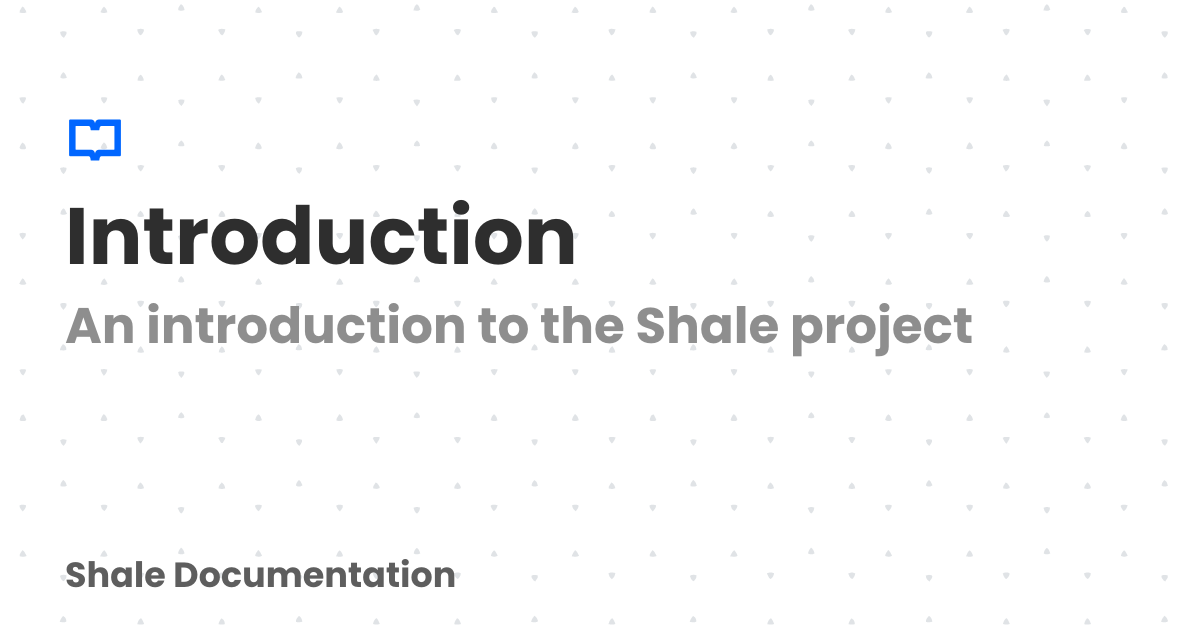 Introduction
An introduction to the Shale project
Shale Documentation